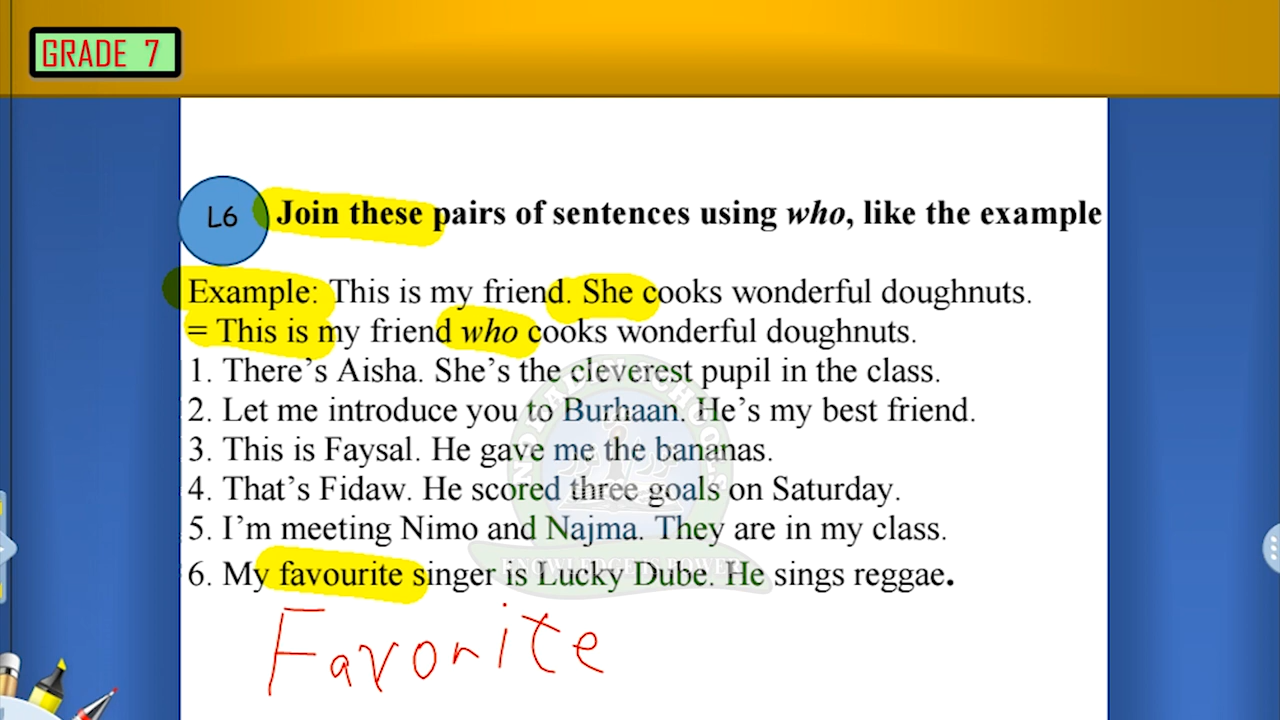 GRADE 7
L6
Join these pairs of sentences using who, like the example
Example: This is my friend. She cooks wonderful doughnuts.
= This is my friend who cooks wonderful doughnuts.
1. There’s Aisha. She’s the cleverest pupil in the class.
2. Let me introduce you to Burhaan. He’s my best friend.
3. This is Faysal. He gave me the bananas.
4. That’s Fidaw. He scored three goals on Saturday.
5. I’m meeting Nimo and Najma. They are in my class.
KNOWLEDGE IS POWER
6. My favourite singer is Lucky Dube. He sings reggae.
Favorite